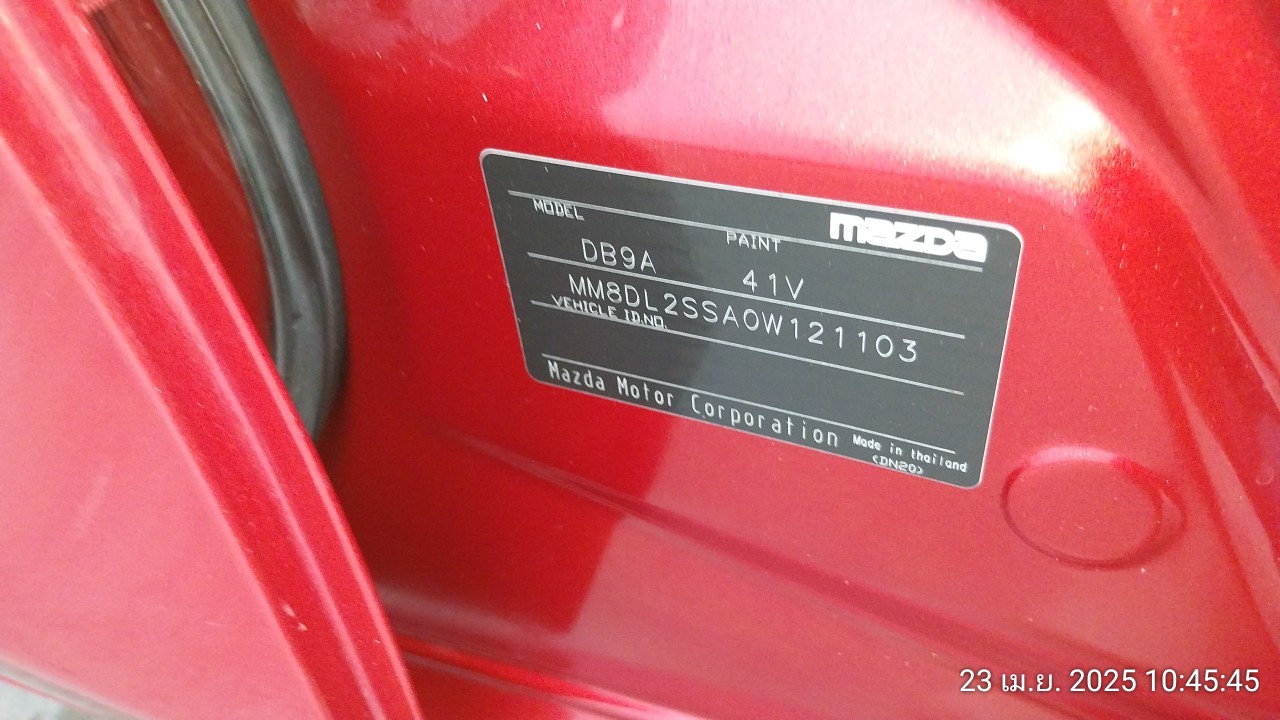 MODEL
PAINT
mazda
DB9A
41V
MM8DL2SSA0W121103
VEHICLE ID.NO.
Mazda Motor Corporation
Made in thailand
<DN20>
23 เม.ย. 2025 10:45:45